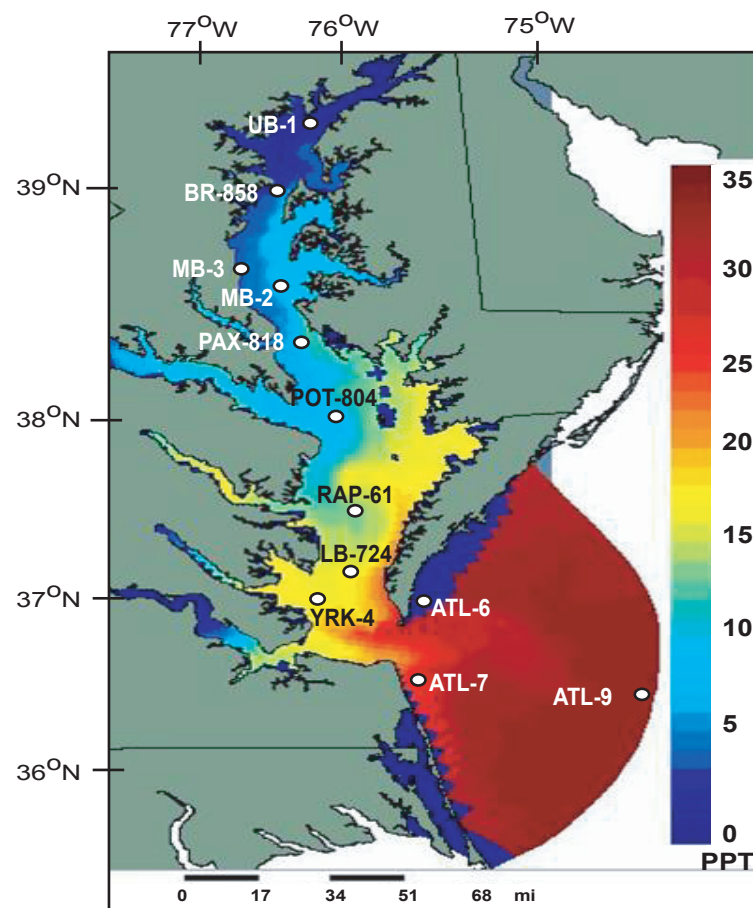 77°W 76°W 75°W
35
UB-1
39°N
BR-858
30
MB-3
MB-2
25
PAX-818
POT-804
38°N
20
RAP-61
15
LB-724
37°N
ATL-6
YRK-4
10
ATL-7
ATL-9
5
36°N
0
PPT
0 17 34 51 68 mi